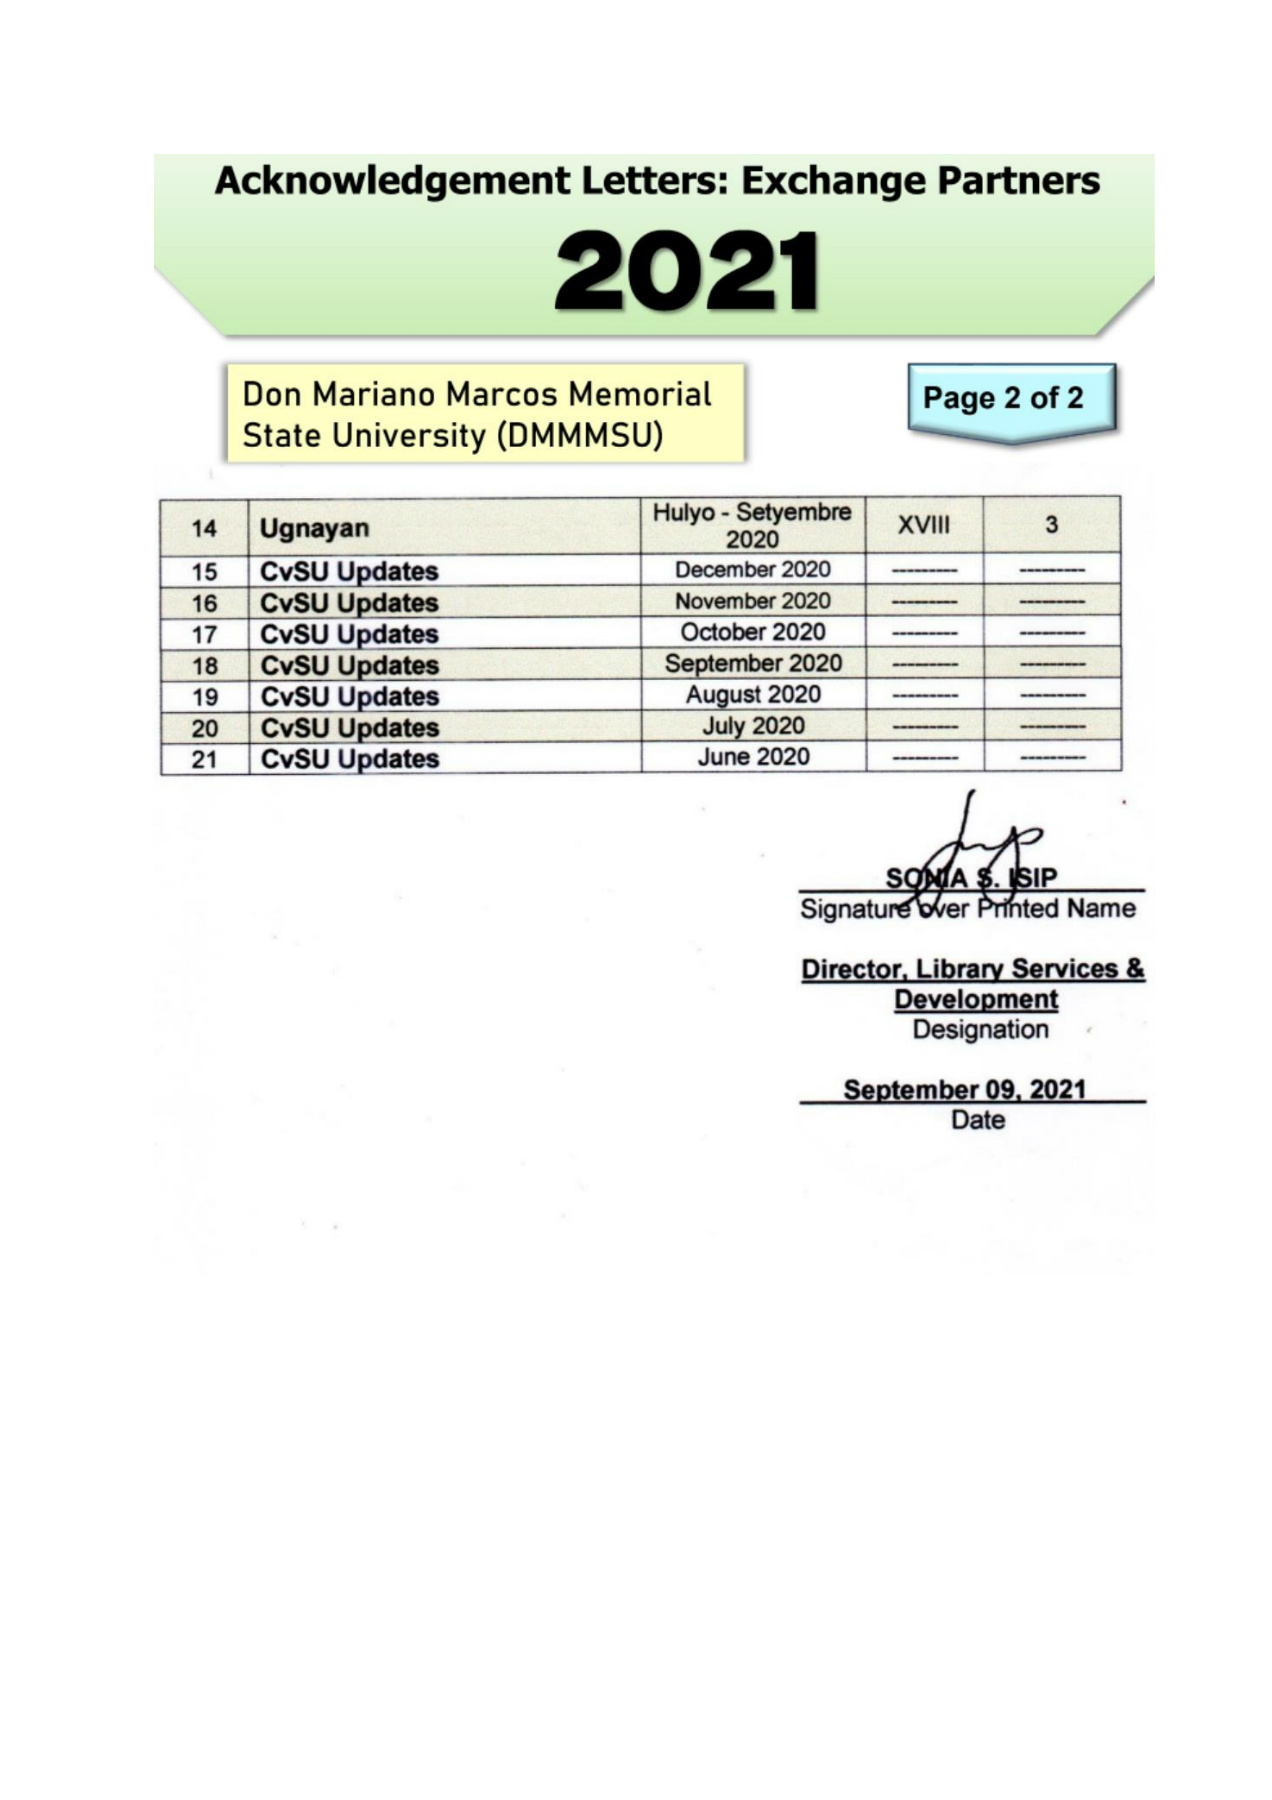 Acknowledgement Letters: Exchange Partners
2021
Don Mariano Marcos Memorial
State University (DMMMSU)
Page 2 of 2
14 Ugnayan Hulyo - Setyembre 2020 XVIII 3
15 CvSU Updates December 2020 --------- ---------
16 CvSU Updates November 2020 --------- ---------
17 CvSU Updates October 2020 --------- ---------
18 CvSU Updates September 2020 --------- ---------
19 CvSU Updates August 2020 --------- ---------
20 CvSU Updates July 2020 --------- ---------
21 CvSU Updates June 2020 --------- ---------
SONIA S. ISIP
Signature over Printed Name
Director, Library Services &
Development
Designation
September 09, 2021
Date